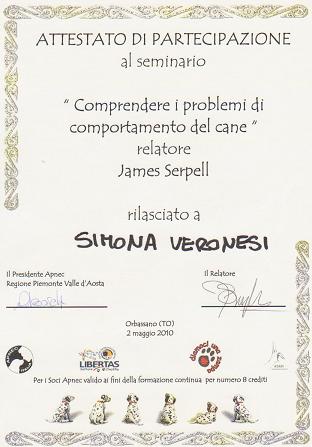 ATTESTATO DI PARTECIPAZIONE
al seminario
“ Comprendere i problemi di
comportamento del cane ”
relatore
James Serpell
rilasciato a
SIMONA VERONESI
Il Presidente Apnec
Regione Piemonte Valle d'Aosta
Il Relatore
Orbassano (TO)
2 maggio 2010
LIBERTAS
Per i Soci Apnec valido ai fini della formazione continua per numero 8 crediti